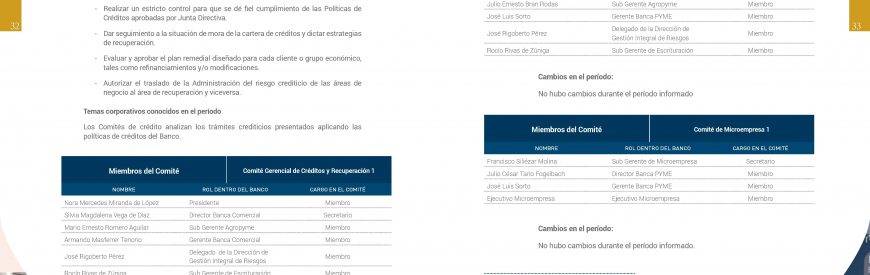 32
- Realizar un estricto control para que se dé fiel cumplimiento de las Políticas de
Créditos aprobadas por Junta Directiva.
- Dar seguimiento a la situación de mora de la cartera de créditos y dictar estrategias
de recuperación.
- Evaluar y aprobar el plan remedial diseñado para cada cliente o grupo económico,
tales como refinanciamientos y/o modificaciones.
- Autorizar el traslado de la Administración del riesgo crediticio de las áreas de
negocio al área de recuperación y viceversa.
Temas corporativos conocidos en el período
Los Comités de crédito analizan los trámites crediticios presentados aplicando las
políticas de créditos del Banco.
Miembros del Comité Comité Gerencial de Créditos y Recuperación 1
NOMBRE ROL DENTRO DEL BANCO CARGO EN EL COMITÉ
Nora Mercedes Miranda de López Presidente Miembro
Silvia Magdalena Vega de Díaz Director Banca Comercial Secretario
Mario Ernesto Romero Aguilar Sub Gerente Agropyme Miembro
Armando Masferrer Tenorio Gerente Banca Comercial Miembro
José Rigoberto Pérez Delegado de la Dirección de
Gestión Integral de Riesgos Miembro
Rocío Rivas de Zúniga Sub Gerente de Escrituración Miembro
33
Julio Ernesto Bran Rodas Sub Gerente Agropyme Miembro
José Luis Sorto Gerente Banca PYME Miembro
José Rigoberto Pérez Delegado de la Dirección de
Gestión Integral de Riesgos Miembro
Rocío Rivas de Zúniga Sub Gerente de Escrituración Miembro
Cambios en el período:
No hubo cambios durante el período informado
Miembros del Comité Comité de Microempresa 1
NOMBRE ROL DENTRO DEL BANCO CARGO EN EL COMITÉ
Francisco Siliézar Molina Sub Gerente de Microempresa Secretario
Julio César Tario Fogelbach Director Banca PYME Miembro
José Luis Sorto Gerente Banca PYME Miembro
Ejecutivo Microempresa Ejecutivo Microempresa Miembro
Cambios en el período:
No hubo cambios durante el período informado.